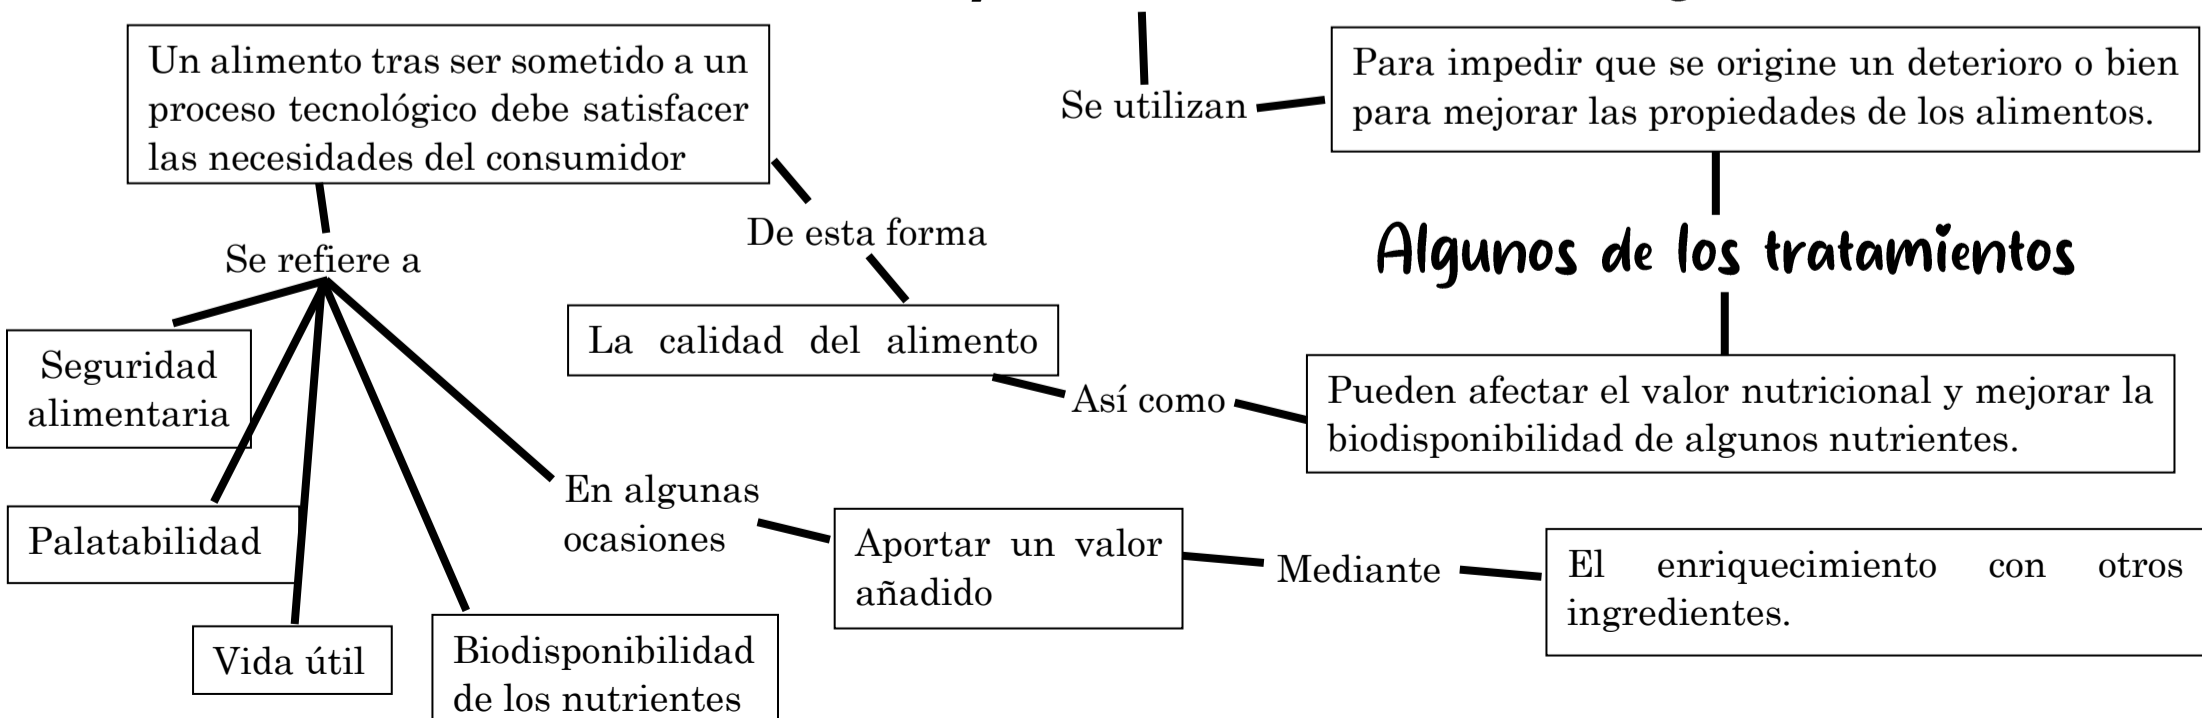 Un alimento tras ser sometido a un
proceso tecnológico debe satisfacer
las necesidades del consumidor
Se utilizan
Para impedir que se origine un deterioro o bien
para mejorar las propiedades de los alimentos.
De esta forma
Se refiere a
Algunos de los tratamientos
La calidad del alimento
Seguridad
alimentaria
Así como
Pueden afectar el valor nutricional y mejorar la
biodisponibilidad de algunos nutrientes.
En algunas
ocasiones
Palatabilidad
Aportar un valor
añadido
Mediante
El enriquecimiento con otros
ingredientes.
Vida útil
Biodisponibilidad
de los nutrientes